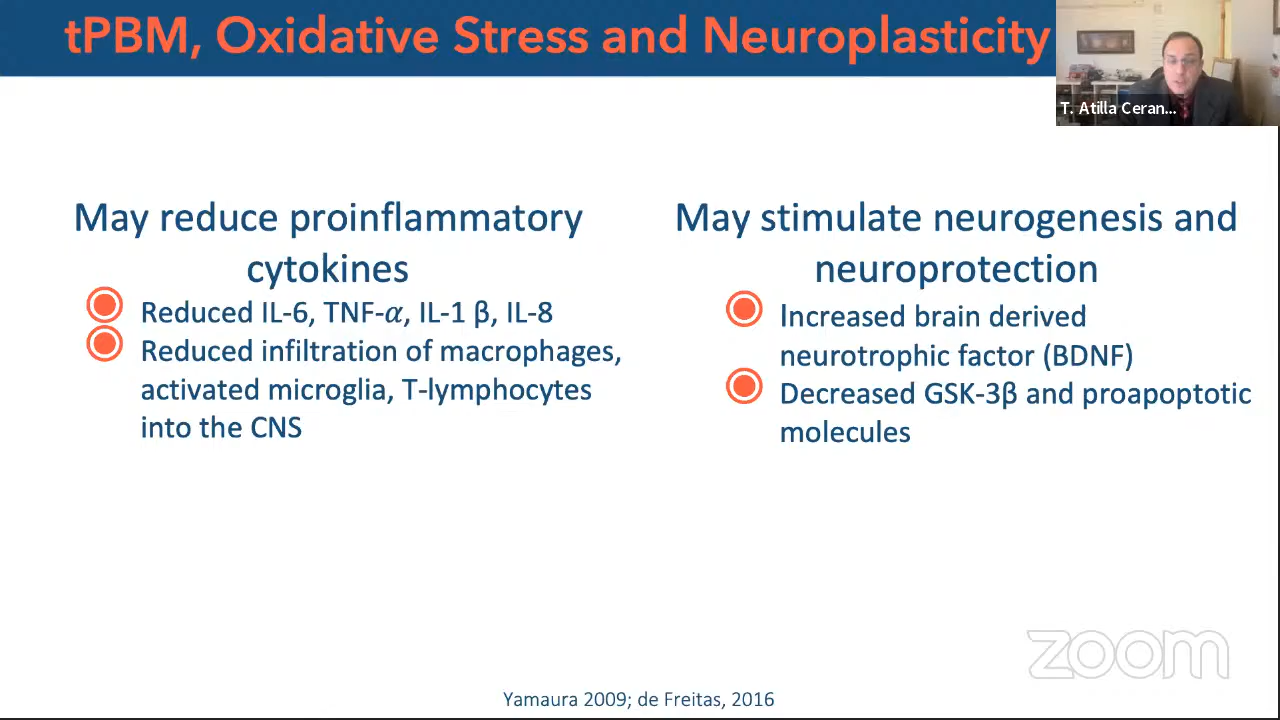 tPBM, Oxidative Stress and Neuroplasticity
T. Atilla Ceran...
May reduce proinflammatory
cytokines
Reduced IL-6, TNF-𝛼, IL-1 β, IL-8
Reduced infiltration of macrophages,
activated microglia, T-lymphocytes
into the CNS
May stimulate neurogenesis and
neuroprotection
Increased brain derived
neurotrophic factor (BDNF)
Decreased GSK-3β and proapoptotic
molecules
zoom
Yamaura 2009; de Freitas, 2016